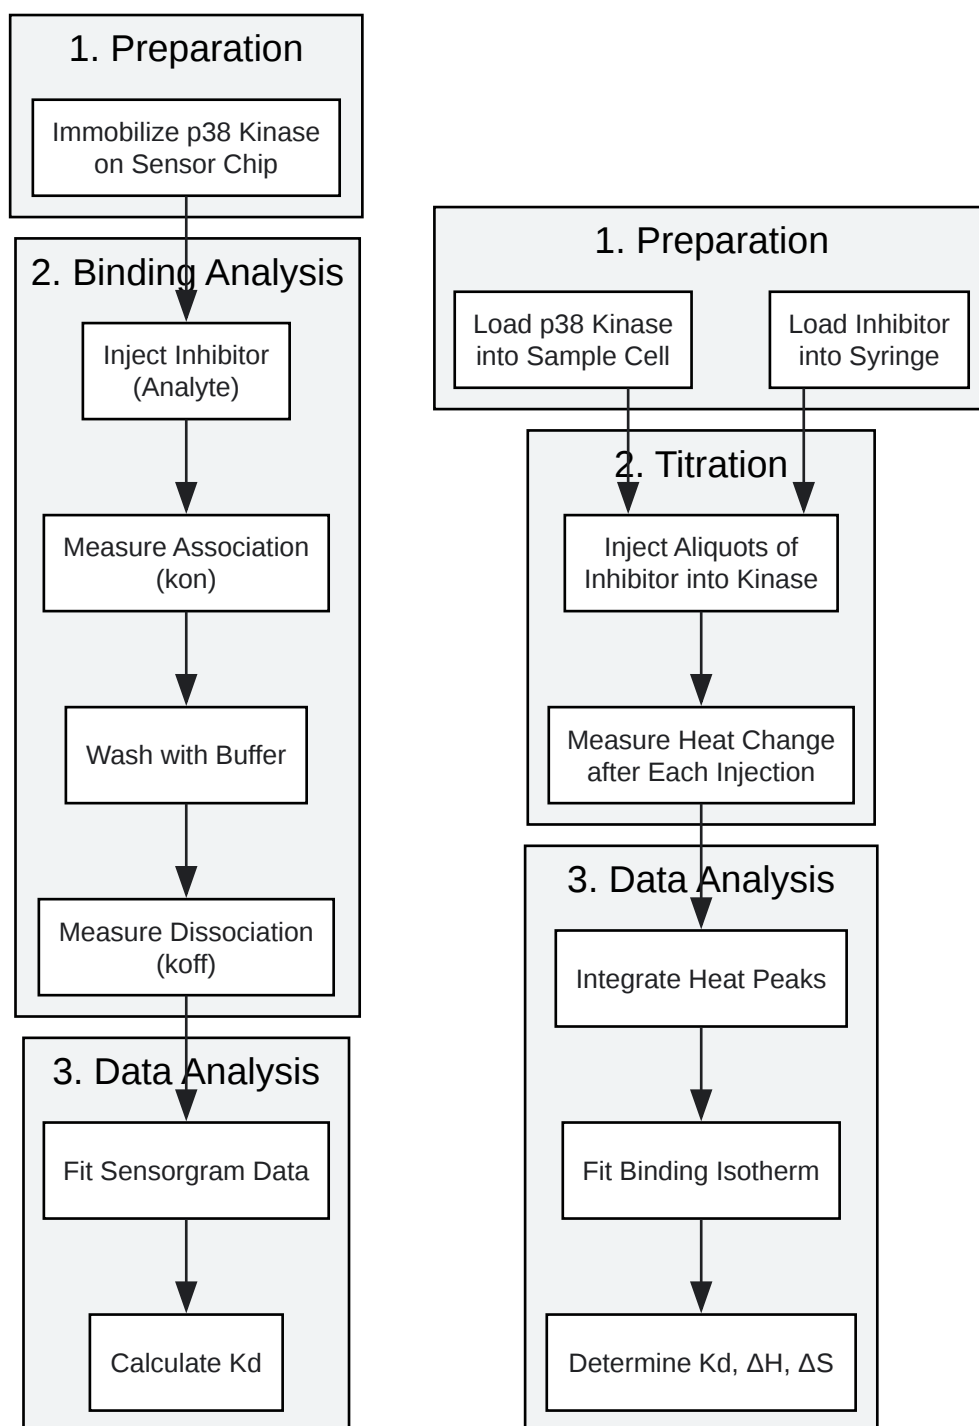 1. Preparation
Immobilize p38 Kinase
on Sensor Chip
2. Binding Analysis
Inject Inhibitor
(Analyte)
Measure Association
(kon)
Wash with Buffer
Measure Dissociation
(koff)
3. Data Analysis
Fit Sensorgram Data
Calculate Kd
1. Preparation
Load p38 Kinase
into Sample Cell
Load Inhibitor
into Syringe
2. Titration
Inject Aliquots of
Inhibitor into Kinase
Measure Heat Change
after Each Injection
3. Data Analysis
Integrate Heat Peaks
Fit Binding Isotherm
Determine Kd, ΔH, ΔS